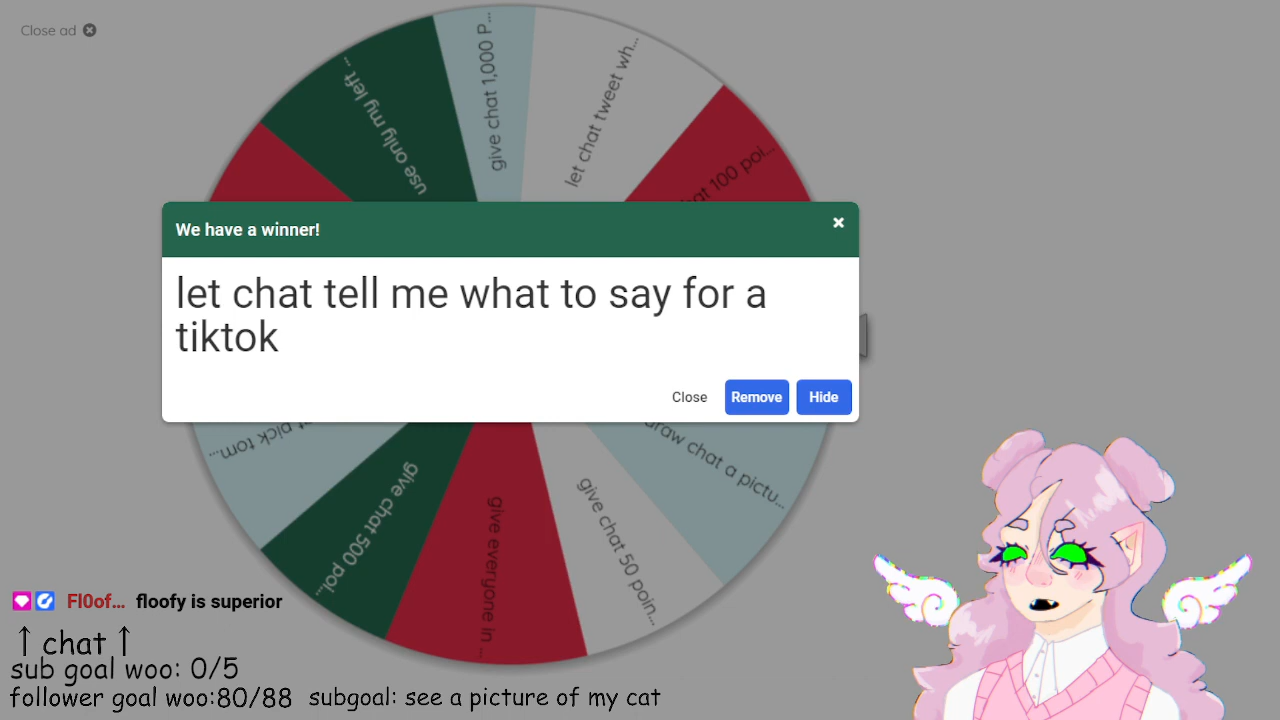 Close ad
use only my left ...
give chat 1,000 P...
let chat tweet wh...
100 poi...
We have a winner!
let chat tell me what to say for a
tiktok
Close Remove Hide
pick tom...
give chat 500 poi...
give everyone in ...
give chat 50 poin...
draw chat a pictu...
Fl0of... floofy is superior
↑ chat ↑
sub goal woo: 0/5
follower goal woo:80/88 subgoal: see a picture of my cat